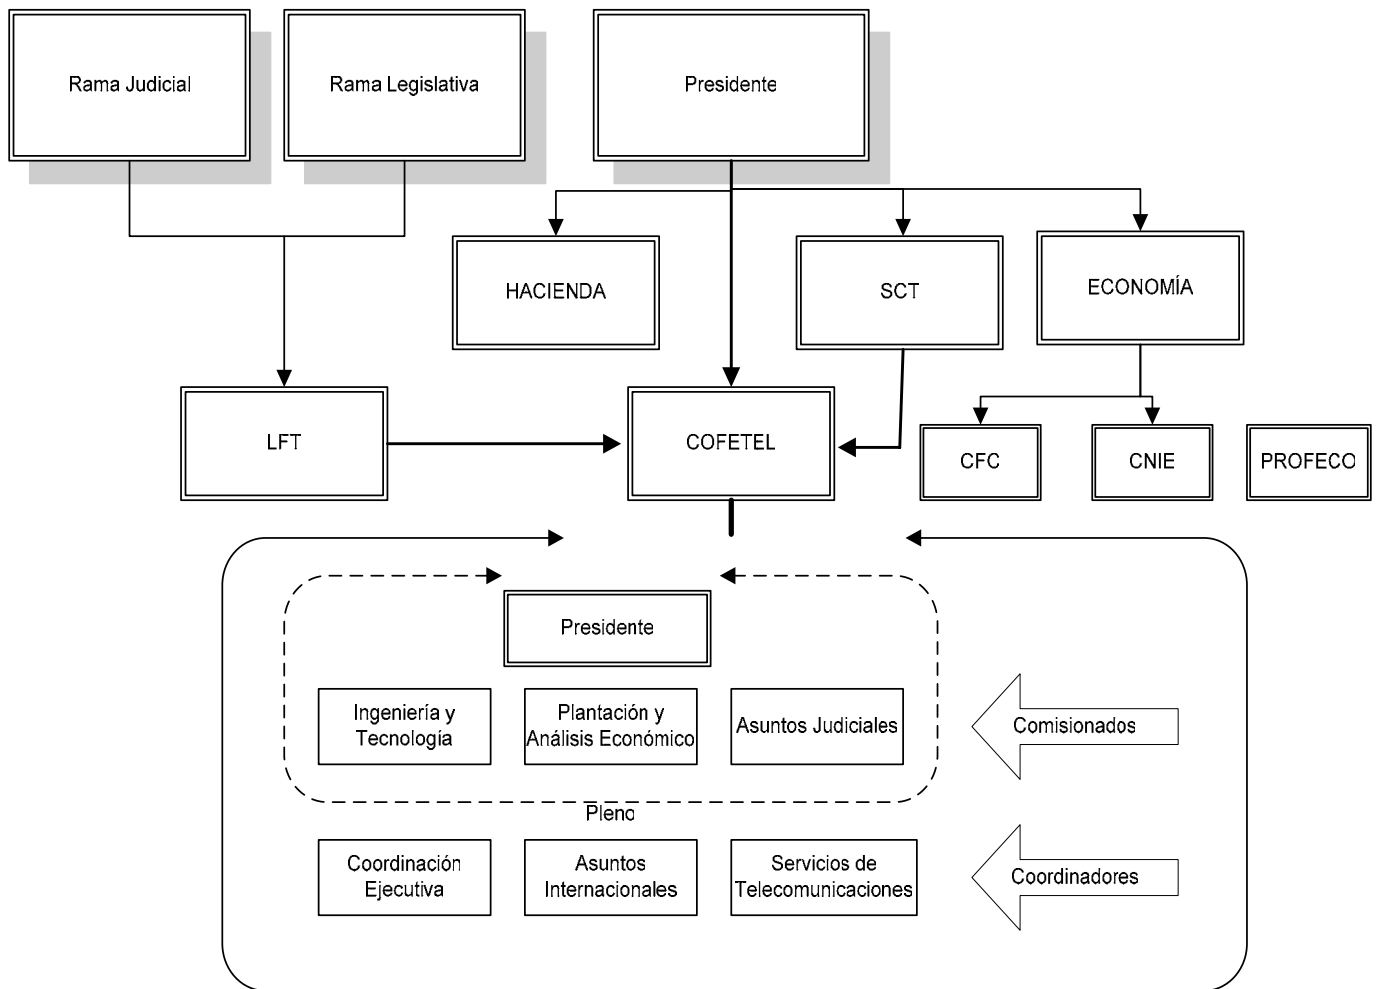 Rama Judicial
Rama Legislativa
Presidente
HACIENDA
SCT
ECONOMÍA
LFT
COFETEL
CFC
CNIE
PROFECO
Presidente
Ingeniería y
Tecnología
Plantación y
Análisis Económico
Asuntos Judiciales
Comisionados
Pleno
Coordinación
Ejecutiva
Asuntos
Internacionales
Servicios de
Telecomunicaciones
Coordinadores